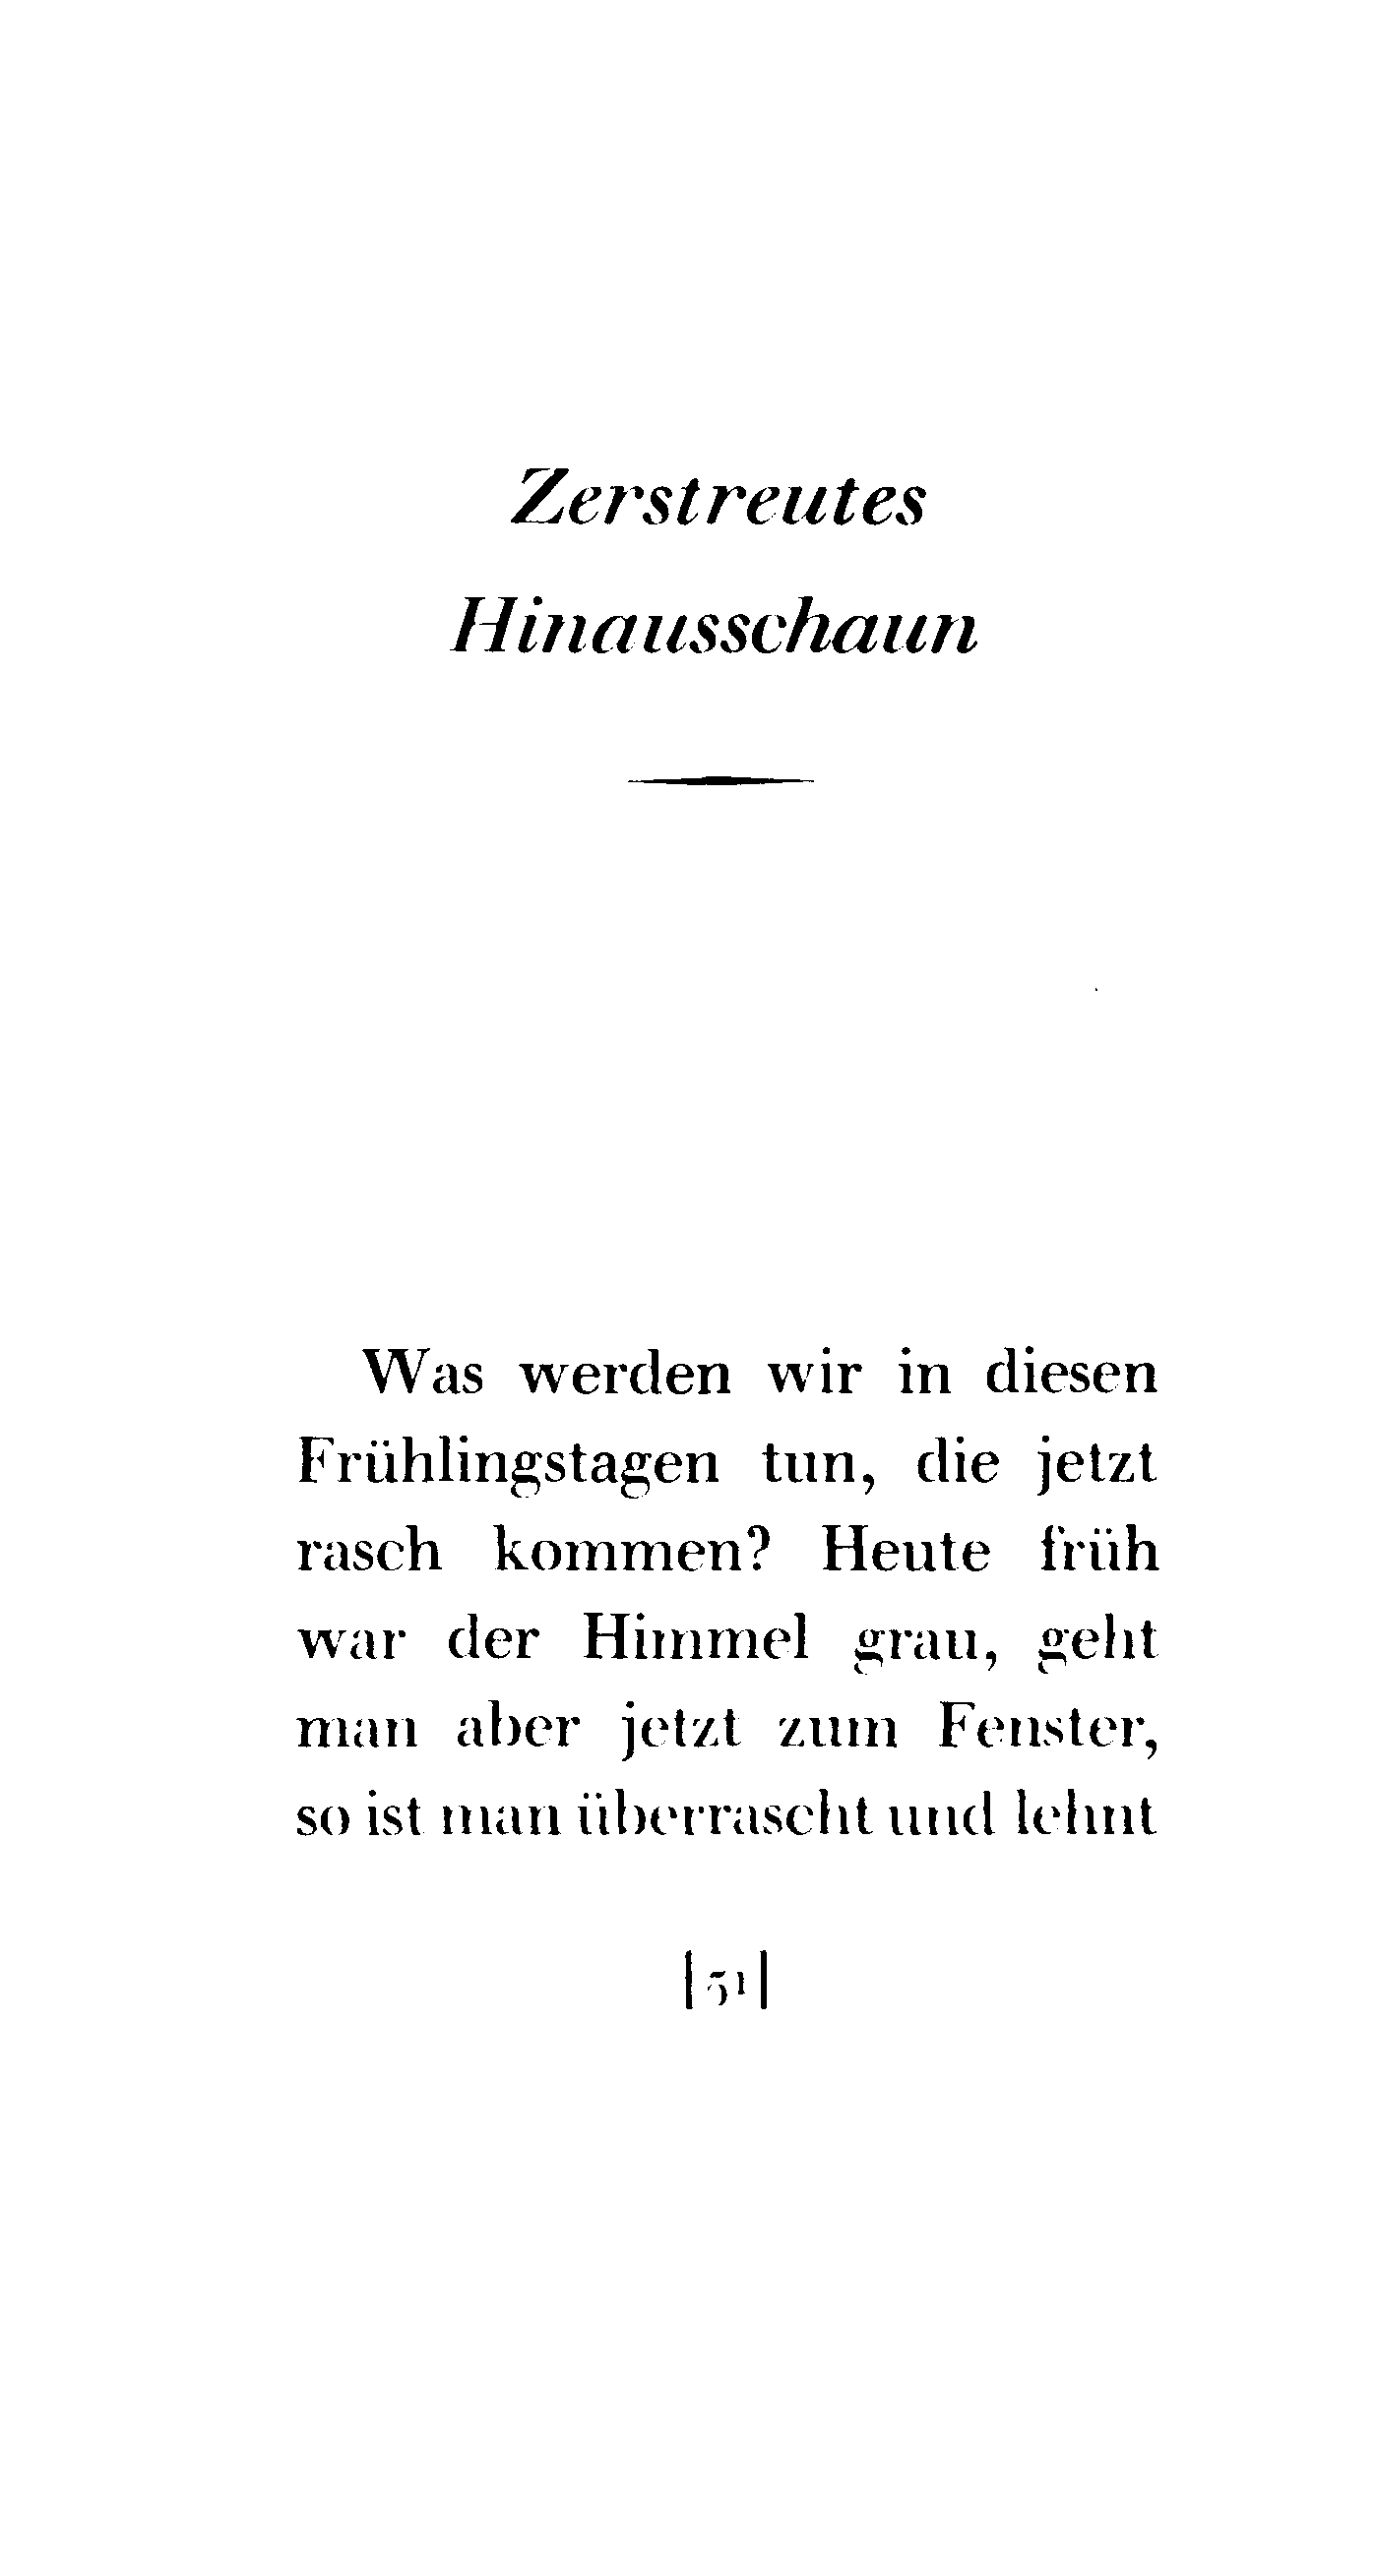 Zerstreutes
Hinausschaun
Was werden wir in diesen
Frühlingstagen tun, die jetzt
rasch kommen? Heute früh
war der Himmel grau, geht
man aber jetzt zum Fenster,
so ist man überrascht und lehnt
|51|